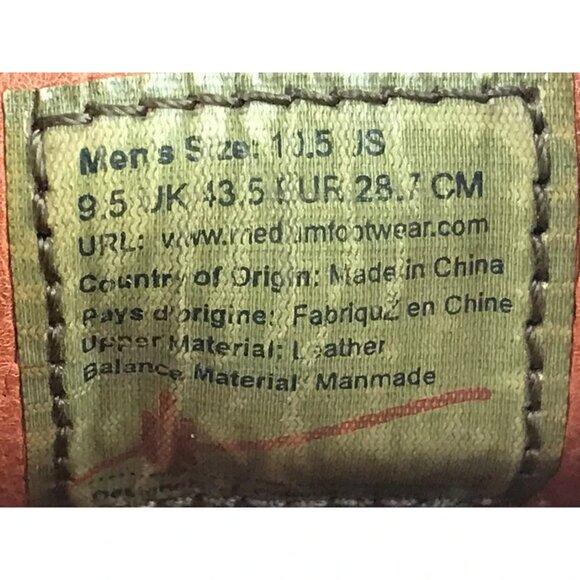 Men's Size: 10.5 US
9.5 UK 43.5 EUR 28.7 CM
URL: www.mediumfootwear.com
Country of Origin: Made in China
Pays d'origine: FabriquZ en Chine
Upper Material: Leather
Balance Material: Manmade